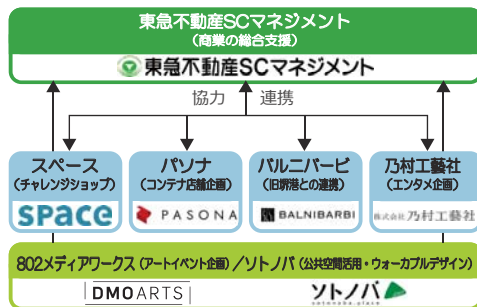 東急不動産SCマネジメント
(商業の総合支援)
東急不動産SCマネジメント
協力 連携
スペース
(チャレンジショップ)
SPACE
パソナ
(コンテナ店舗企画)
PASONA
バルニバービ
(旧堺港との連携)
BALNIBARBI
乃村工藝社
(エンタメ企画)
株式会社乃村工藝社
802メディアワークス(アートイベント企画)/ソトノバ(公共空間活用・ウォーカブルデザイン)
DMOARTS
ソトノバ
sotonoba.place